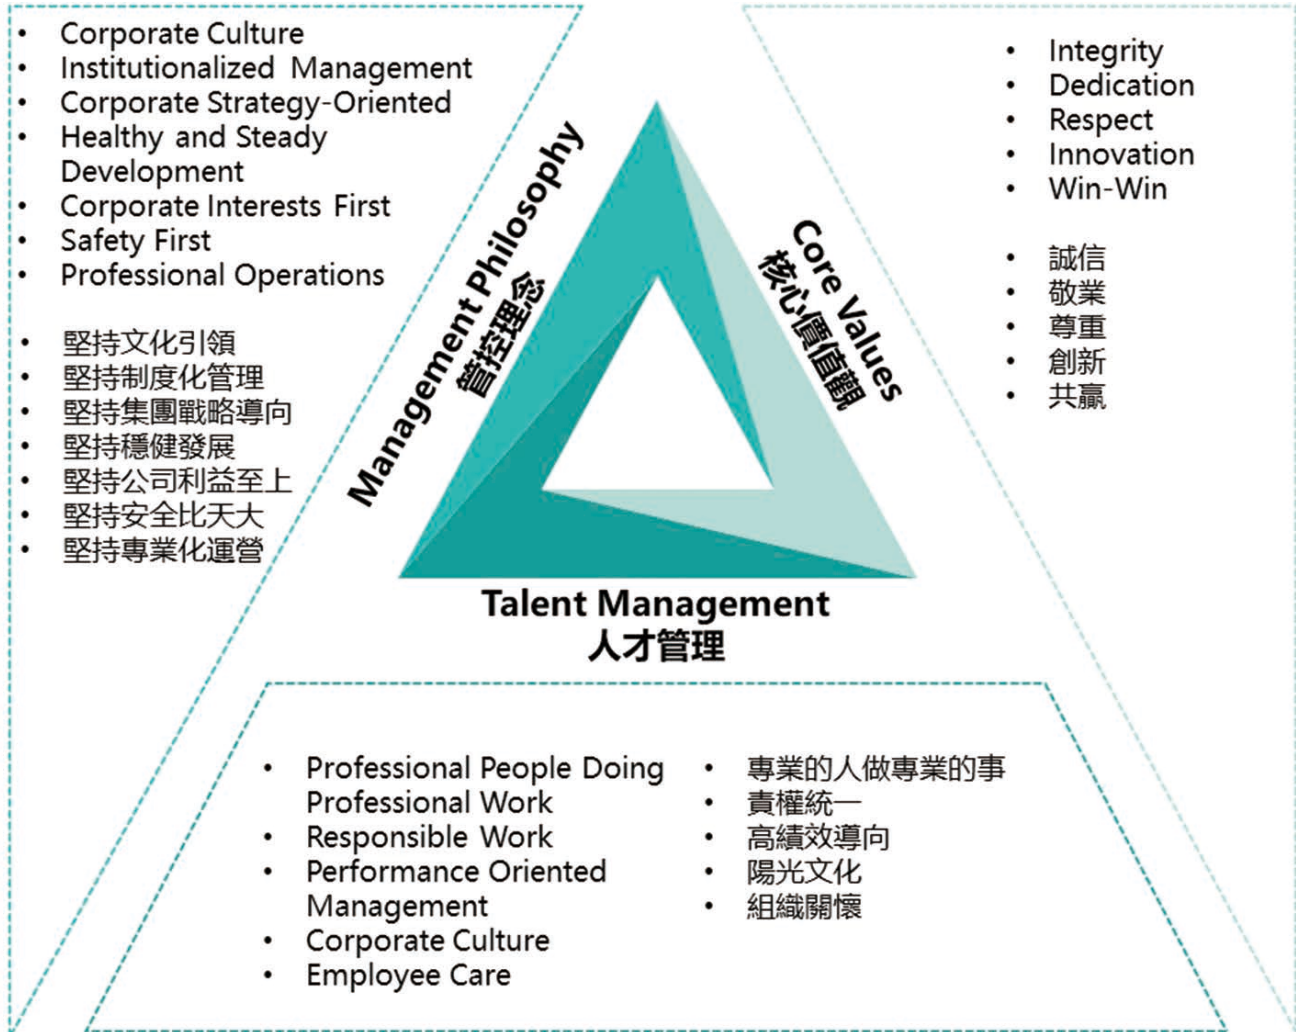 • Corporate Culture
• Institutionalized Management
• Corporate Strategy-Oriented
• Healthy and Steady
Development
• Corporate Interests First
• Safety First
• Professional Operations
• 堅持文化引領
• 堅持制度化管理
• 堅持集團戰略導向
• 堅持穩健發展
• 堅持公司利益至上
• 堅持安全比天大
• 堅持專業化運營
Management Philosophy
管控理念
Core Values
核心價值觀
• Integrity
• Dedication
• Respect
• Innovation
• Win-Win
• 誠信
• 敬業
• 尊重
• 創新
• 共贏
Talent Management
人才管理
• Professional People Doing
Professional Work
• Responsible Work
• Performance Oriented
Management
• Corporate Culture
• Employee Care
• 專業的人做專業的事
• 責權統一
• 高績效導向
• 陽光文化
• 組織關懷